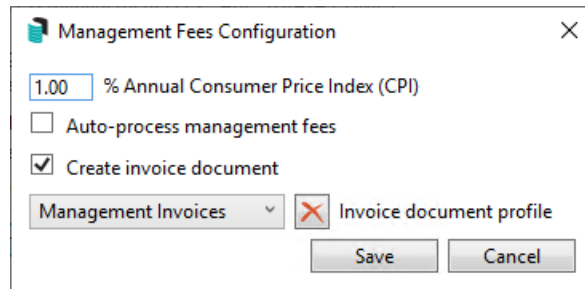 Management Fees Configuration
1.00 % Annual Consumer Price Index (CPI)
Auto-process management fees
Create invoice document
Management Invoices Invoice document profile
Save Cancel